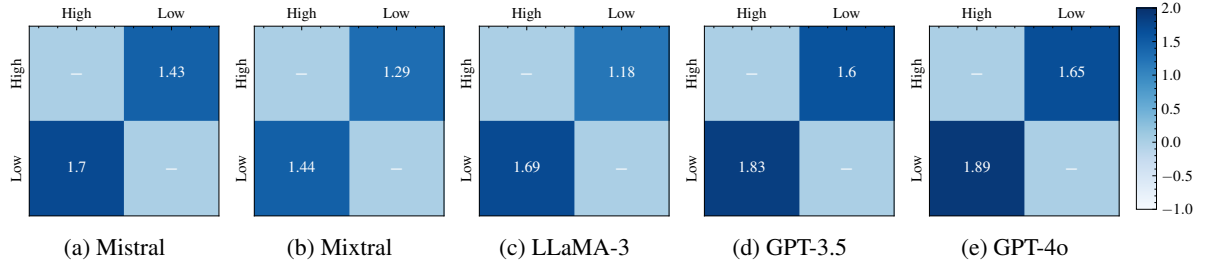 High Low High Low High Low High Low High Low 2.0
High — 1.43 High — 1.29 High — 1.18 High — 1.6 High — 1.65 1.5
1.0
0.5
0.0
Low 1.7 — Low 1.44 — Low 1.69 — Low 1.83 — Low 1.89 — −0.5
−1.0
(a) Mistral (b) Mixtral (c) LLaMA-3 (d) GPT-3.5 (e) GPT-4o